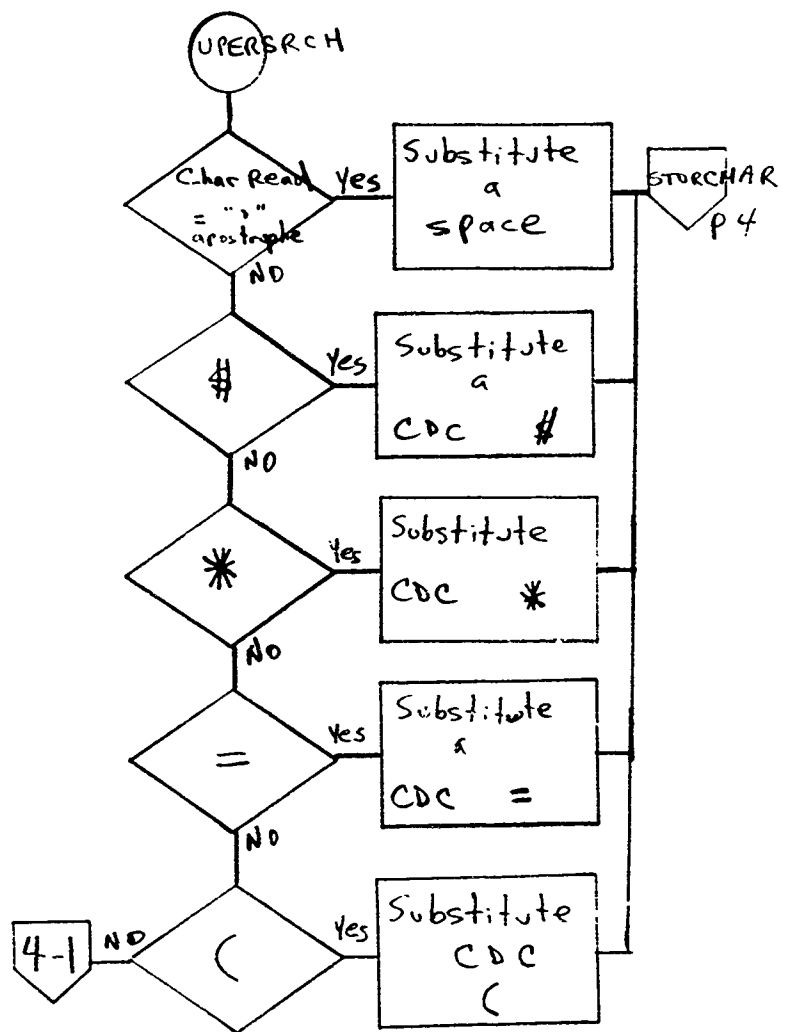 UPERSRCH
Char Read
= ","
apostrophe
Yes
Substitute
a
space
STORCHAR
P 4
NO
$
Yes
Substitute
a
CDC $
NO
*
Yes
Substitute
CDC *
NO
=
Yes
Substitute
a
CDC =
NO
4-1
NO
(
Yes
Substitute
CDC
(